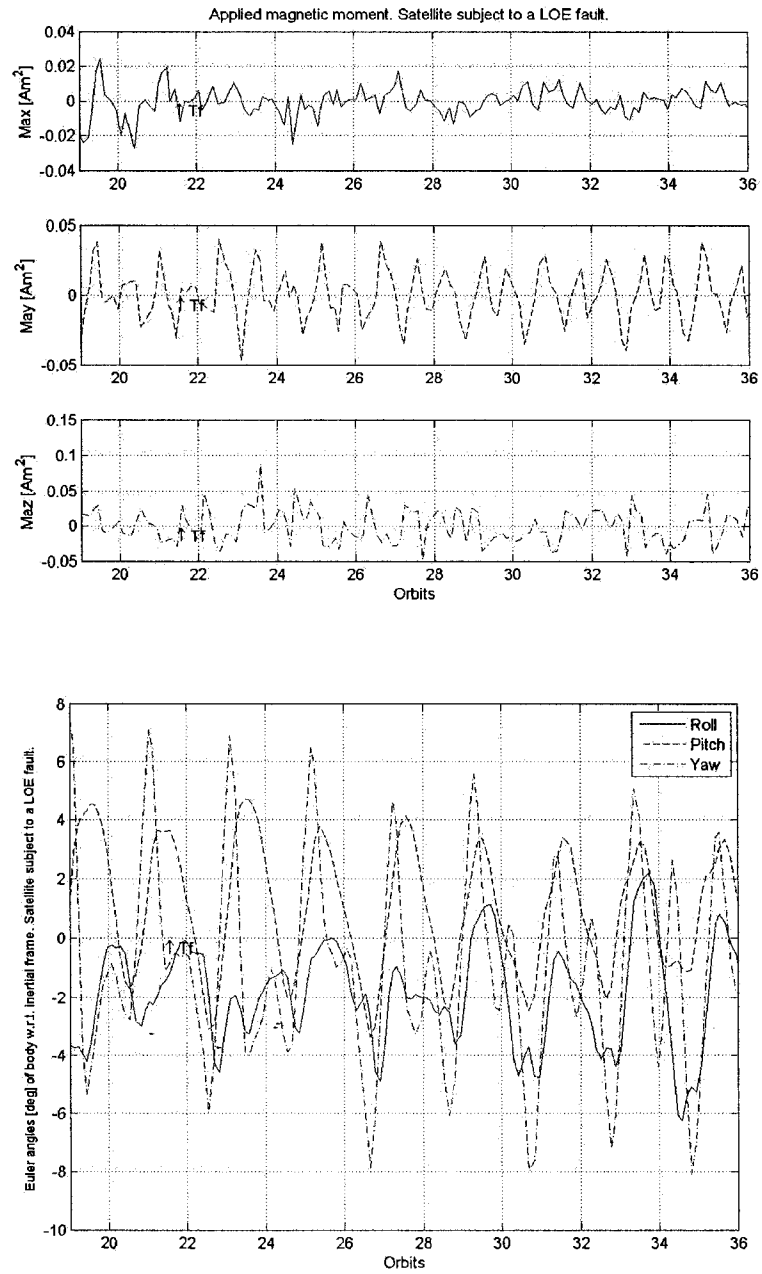 Applied magnetic moment. Satellite subject to a LOE fault.
Max [Am2]
0.04
0.02
0
-0.02
-0.04
↑ Tf
20 22 24 26 28 30 32 34 36
May [Am2]
0.05
0
-0.05
↑ Tf
20 22 24 26 28 30 32 34 36
Maz [Am2]
0.15
0.1
0.05
0
-0.05
↑ Tf
20 22 24 26 28 30 32 34 36
Orbits
Euler angles [deg] of body w.r.t. Inertial frame. Satellite subject to a LOE fault.
8
6
4
2
0
-2
-4
-6
-8
-10
Roll
Pitch
Yaw
↑ Tf
20 22 24 26 28 30 32 34 36
Orbits